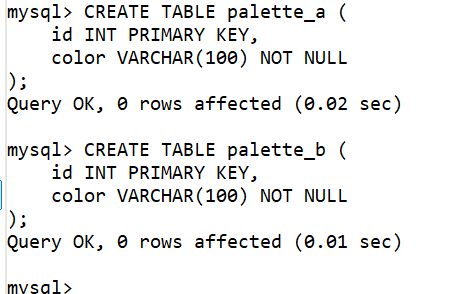 mysql> CREATE TABLE palette_a (
    id INT PRIMARY KEY,
    color VARCHAR(100) NOT NULL
);
Query OK, 0 rows affected (0.02 sec)

mysql> CREATE TABLE palette_b (
    id INT PRIMARY KEY,
    color VARCHAR(100) NOT NULL
);
Query OK, 0 rows affected (0.01 sec)

mysql>